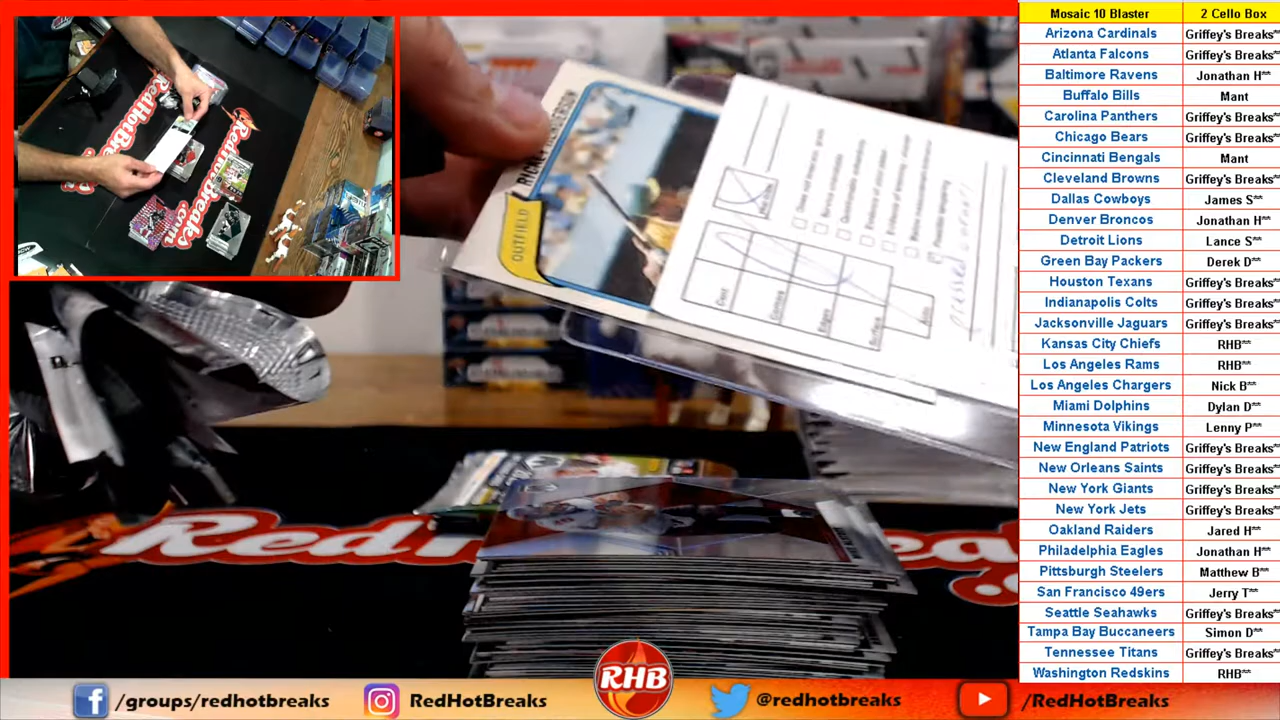 Mosaic 10 Blaster 2 Cello Box
Arizona Cardinals Griffey's Breaks**
Atlanta Falcons Griffey's Breaks**
Baltimore Ravens Jonathan H**
Buffalo Bills Mant
Carolina Panthers Griffey's Breaks**
Chicago Bears Griffey's Breaks**
Cincinnati Bengals Mant
Cleveland Browns Griffey's Breaks**
Dallas Cowboys James S**
Denver Broncos Jonathan H**
Detroit Lions Lance S**
Green Bay Packers Derek D**
Houston Texans Griffey's Breaks**
Indianapolis Colts Griffey's Breaks**
Jacksonville Jaguars Griffey's Breaks**
Kansas City Chiefs RHB**
Los Angeles Rams RHB**
Los Angeles Chargers Nick B**
Miami Dolphins Dylan D**
Minnesota Vikings Lenny P**
New England Patriots Griffey's Breaks**
New Orleans Saints Griffey's Breaks**
New York Giants Griffey's Breaks**
New York Jets Griffey's Breaks**
Oakland Raiders Jared H**
Philadelphia Eagles Jonathan H**
Pittsburgh Steelers Matthew B**
San Francisco 49ers Jerry T**
Seattle Seahawks Griffey's Breaks**
Tampa Bay Buccaneers Simon D**
Tennessee Titans Griffey's Breaks**
Washington Redskins RHB**
OUTFIELD
RedHotBreaks
.com
RHB
/groups/redhotbreaks
RedHotBreaks
@redhotbreaks
/RedHotBreaks